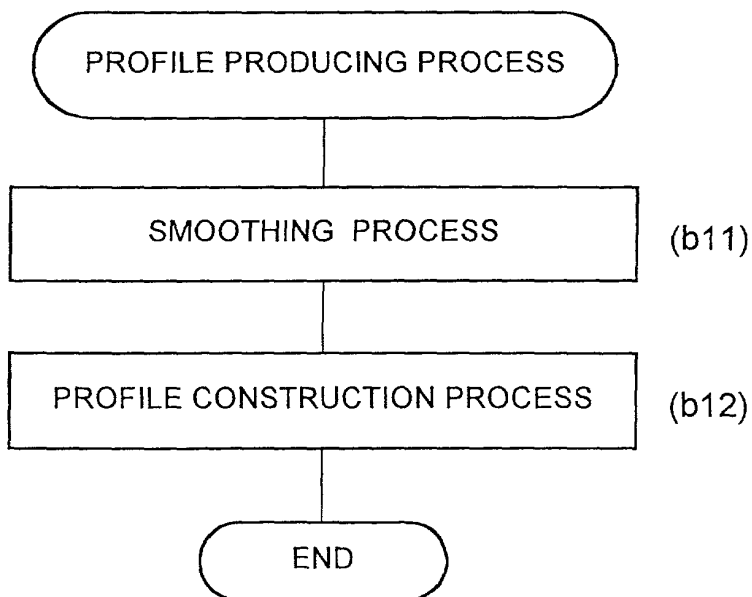 PROFILE PRODUCING PROCESS
SMOOTHING PROCESS (b11)
PROFILE CONSTRUCTION PROCESS (b12)
END